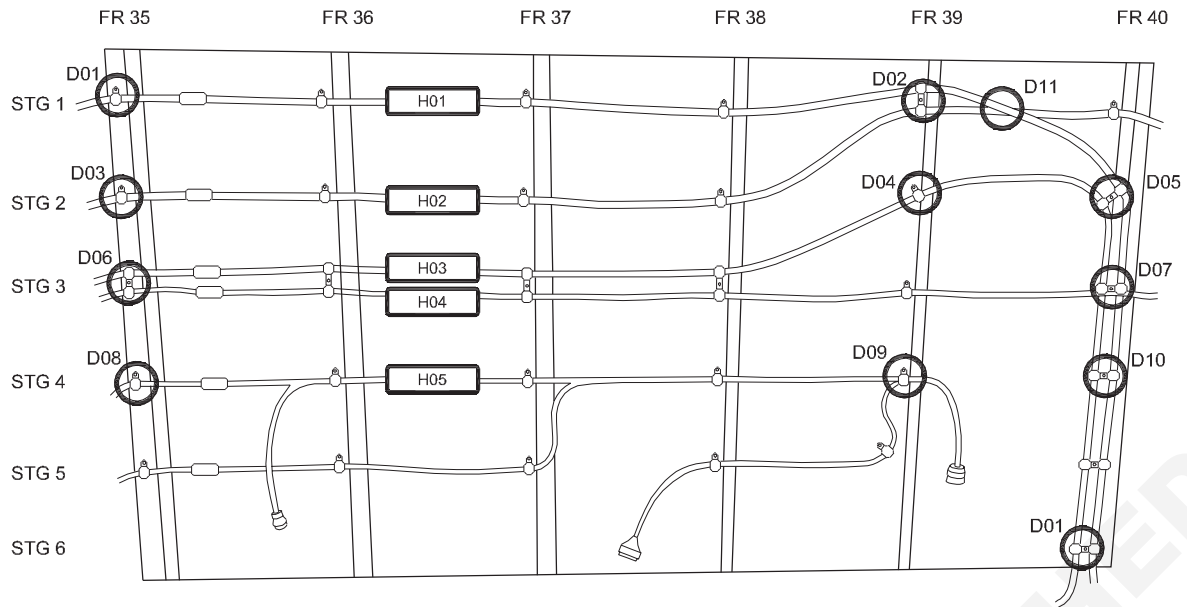 FR 35 FR 36 FR 37 FR 38 FR 39 FR 40
D01 D02 D11
STG 1 H01
D03 D04 D05
STG 2 H02
D06 H03 D07
STG 3 H04
D08 D09 D10
STG 4 H05
STG 5
D01
STG 6
NED